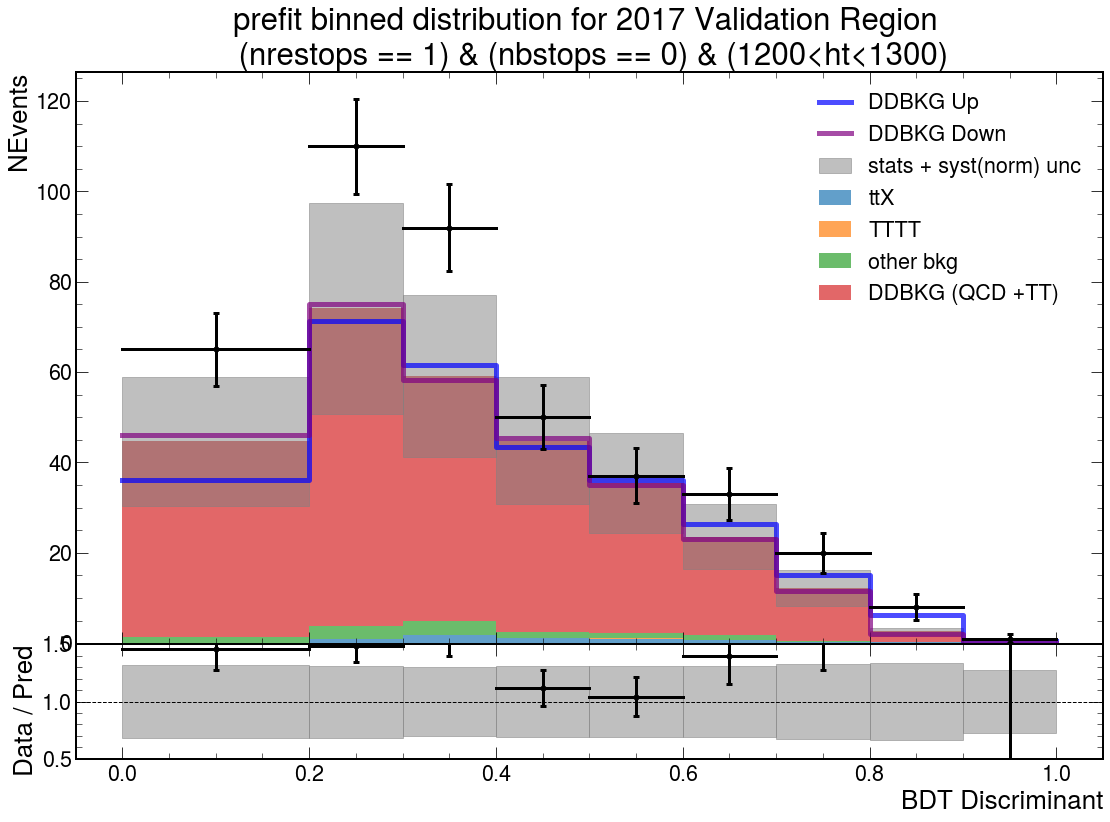 prefit binned distribution for 2017 Validation Region
(nrestops == 1) & (nbstops == 0) & (1200<ht<1300)
NEvents
120
100
80
60
40
20
0
DDBKG Up
DDBKG Down
stats + syst(norm) unc
ttX
TTTT
other bkg
DDBKG (QCD +TT)
Data / Pred
1.5
1.0
0.5
0.0
0.2
0.4
0.6
0.8
1.0
BDT Discriminant